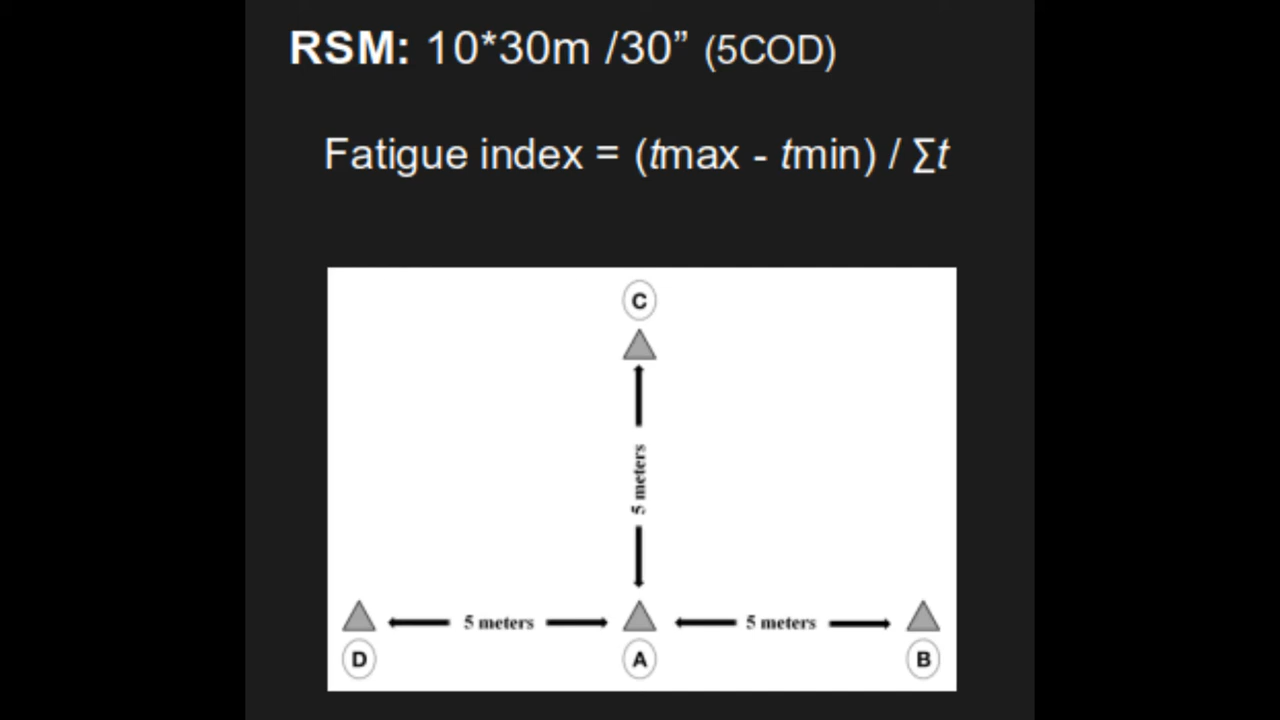 RSM: 10*30m /30” (5COD)
Fatigue index = (tmax - tmin) / ∑t
C
5 meters
5 meters
5 meters
D
A
B